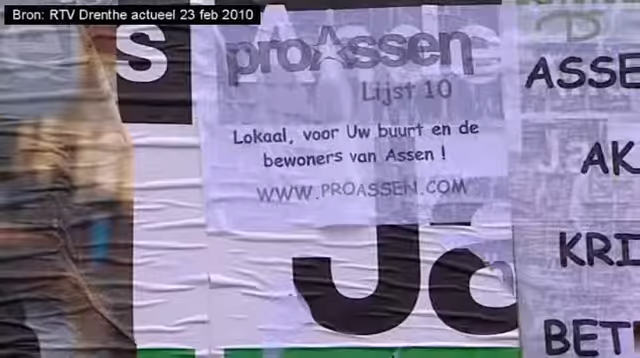 Bron: RTV Drenthe actueel 23 feb 2010
s
proAssen
Lijst 10
Lokaal, voor Uw buurt en de
bewoners van Assen !
WWW.PROASSEN.COM
Ja
ASSE
AK
KRI
BET